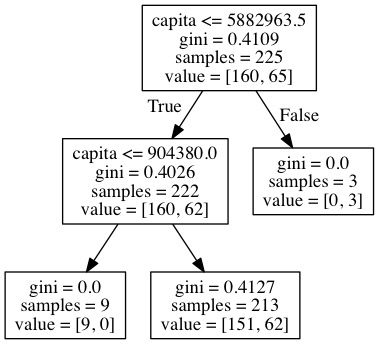 capita <= 5882963.5
gini = 0.4109
samples = 225
value = [160, 65]
True
False
capita <= 904380.0
gini = 0.4026
samples = 222
value = [160, 62]
gini = 0.0
samples = 3
value = [0, 3]
gini = 0.0
samples = 9
value = [9, 0]
gini = 0.4127
samples = 213
value = [151, 62]